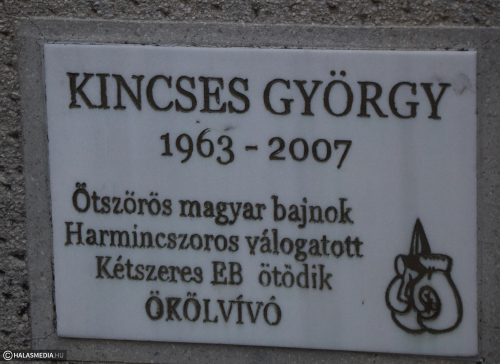 KINCSES GYÖRGY
1963 - 2007
Ötszörös magyar bajnok
Harmincszoros válogatott
Kétszeres EB ötödik
ÖKÖLVÍVÓ
© HALASMEDIA.HU